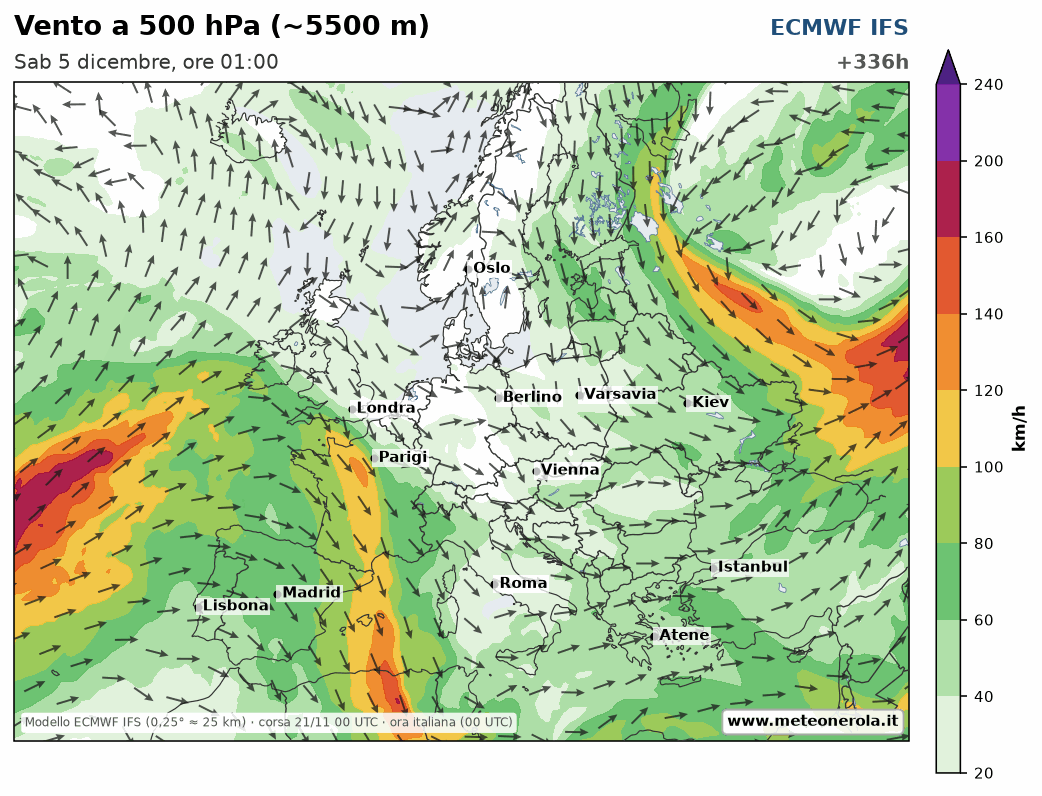 Vento a 500 hPa (~5500 m)
ECMWF IFS
Sab 5 dicembre, ore 01:00
+336h
240
200
160
140
120
100
80
60
40
20
km/h
Oslo
Berlino
Varsavia
Kiev
Londra
Parigi
Vienna
Istanbul
Roma
Madrid
Lisbona
Atene
Modello ECMWF IFS (0,25° ≈ 25 km) · corsa 21/11 00 UTC · ora italiana (00 UTC)
www.meteonerola.it